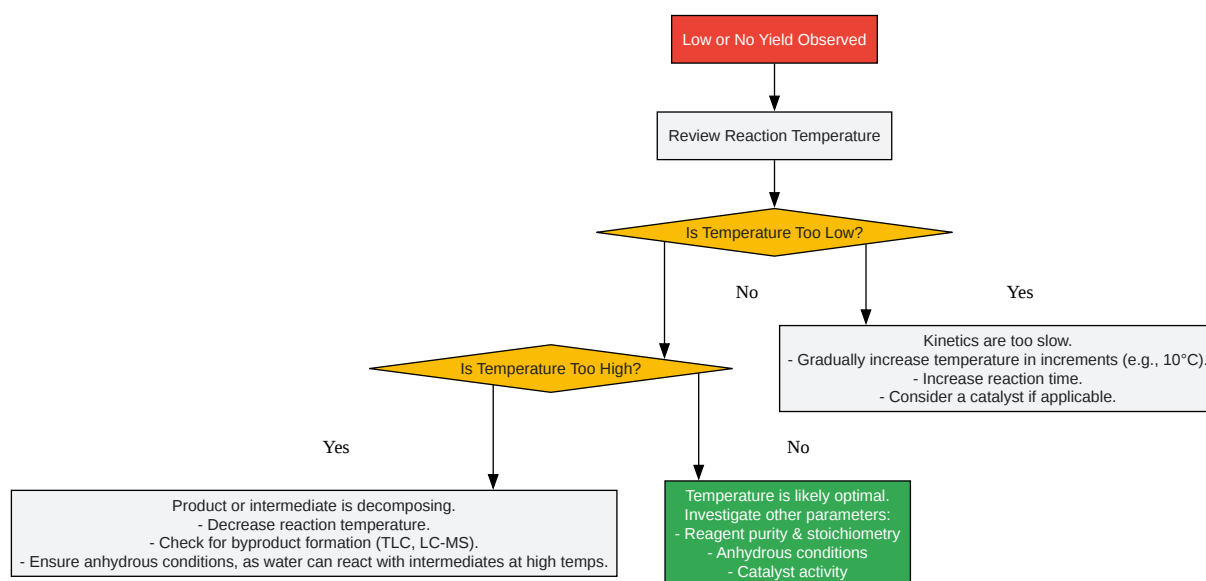 Low or No Yield Observed
Review Reaction Temperature
Is Temperature Too Low?
No
Yes
Kinetics are too slow.
- Gradually increase temperature in increments (e.g., 10°C).
- Increase reaction time.
- Consider a catalyst if applicable.
Is Temperature Too High?
Yes
No
Product or intermediate is decomposing.
- Decrease reaction temperature.
- Check for byproduct formation (TLC, LC-MS).
- Ensure anhydrous conditions, as water can react with intermediates at high temps.
Temperature is likely optimal.
Investigate other parameters:
- Reagent purity & stoichiometry
- Anhydrous conditions
- Catalyst activity